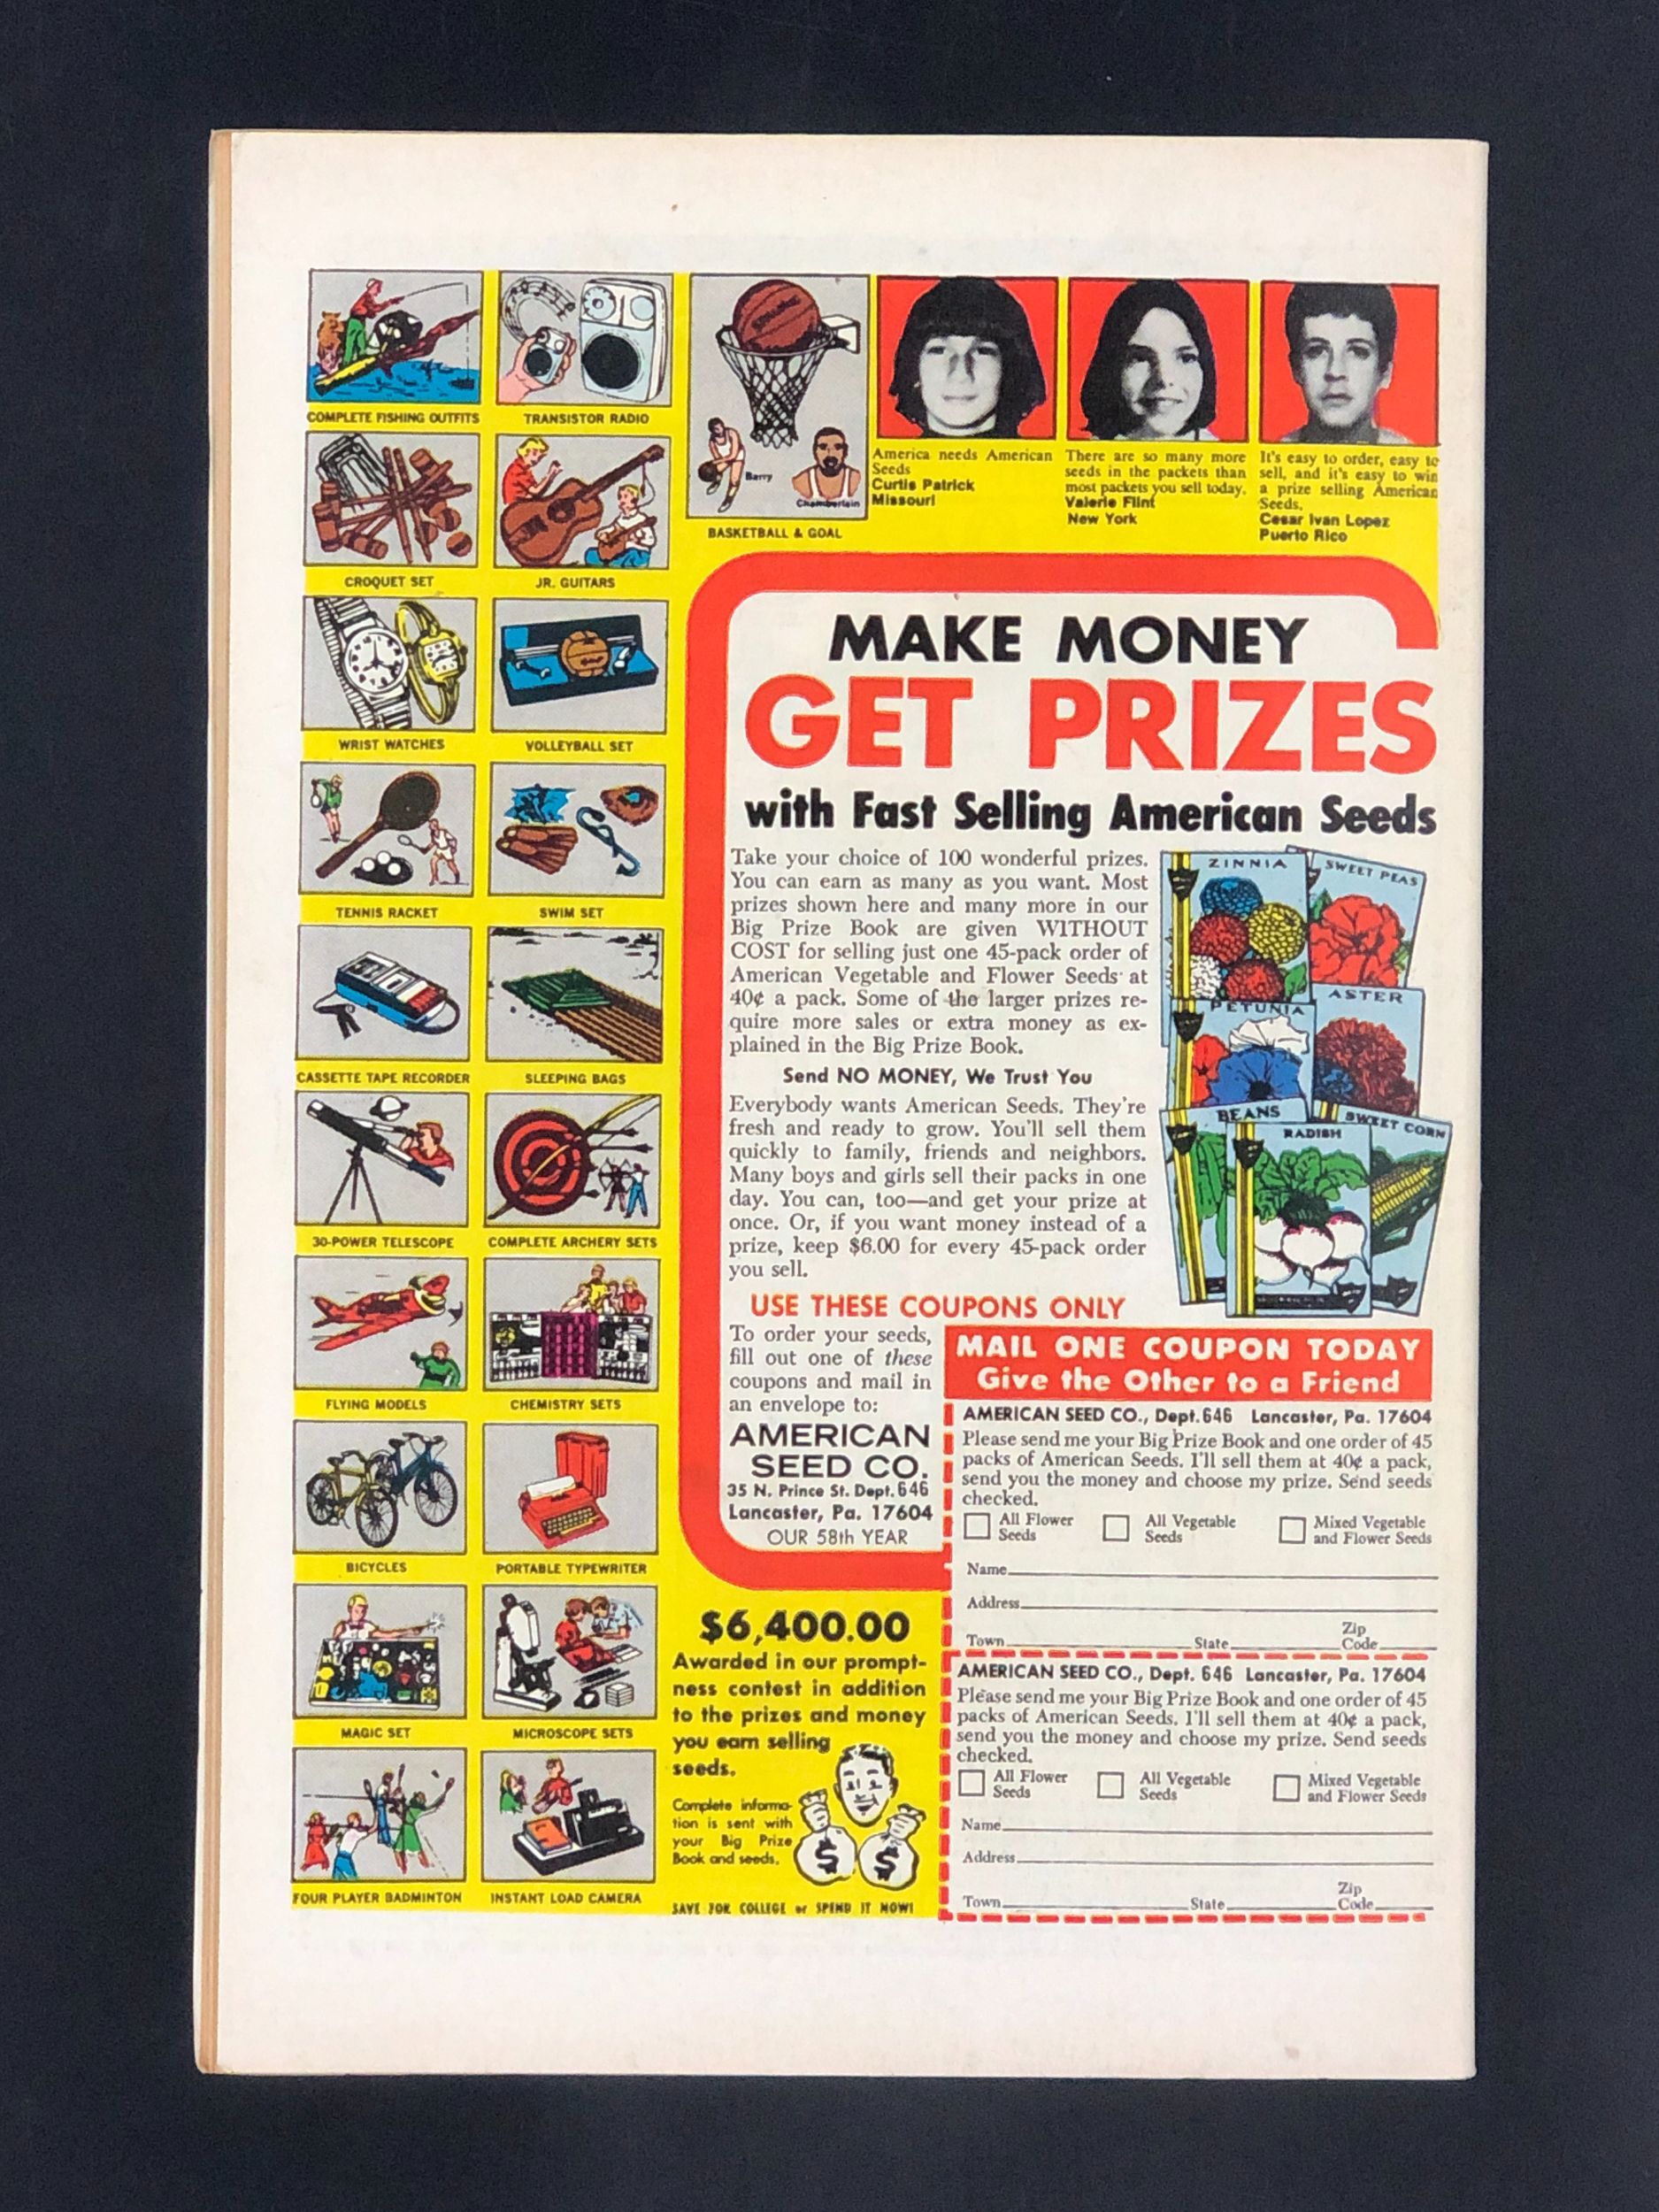 COMPLETE FISHING OUTFITS
TRANSISTOR RADIO
CROQUET SET
JR. GUITARS
WRIST WATCHES
VOLLEYBALL SET
TENNIS RACKET
SWIM SET
CASSETTE TAPE RECORDER
SLEEPING BAGS
30-POWER TELESCOPE
COMPLETE ARCHERY SETS
FLYING MODELS
CHEMISTRY SETS
BICYCLES
PORTABLE TYPEWRITER
MAGIC SET
MICROSCOPE SETS
FOUR PLAYER BADMINTON
INSTANT LOAD CAMERA
Barry
Chamberlain
BASKETBALL & GOAL
America needs American
Seeds
Curtis Patrick
Missouri
There are so many more
seeds in the packets than
most packets you sell today.
Valerie Flint
New York
It's easy to order, easy to
sell, and it's easy to win
a prize selling American
Seeds.
Cesar Ivan Lopez
Puerto Rico
MAKE MONEY
GET PRIZES
with Fast Selling American Seeds
Take your choice of 100 wonderful prizes.
You can earn as many as you want. Most
prizes shown here and many more in our
Big Prize Book are given WITHOUT
COST for selling just one 45-pack order of
American Vegetable and Flower Seeds at
40¢ a pack. Some of the larger prizes re-
quire more sales or extra money as ex-
plained in the Big Prize Book.
Send NO MONEY, We Trust You
Everybody wants American Seeds. They're
fresh and ready to grow. You'll sell them
quickly to family, friends and neighbors.
Many boys and girls sell their packs in one
day. You can, too—and get your prize at
once. Or, if you want money instead of a
prize, keep $6.00 for every 45-pack order
you sell.
ZINNIA
SWEET PEAS
PETUNIA
ASTER
BEANS
RADISH
SWEET CORN
USE THESE COUPONS ONLY
To order your seeds,
fill out one of these
coupons and mail in
an envelope to:
AMERICAN
SEED CO.
35 N. Prince St. Dept. 646
Lancaster, Pa. 17604
OUR 58th YEAR
MAIL ONE COUPON TODAY
Give the Other to a Friend
AMERICAN SEED CO., Dept. 646 Lancaster, Pa. 17604
Please send me your Big Prize Book and one order of 45
packs of American Seeds. I'll sell them at 40¢ a pack,
send you the money and choose my prize. Send seeds
checked.
All Flower Seeds
All Vegetable Seeds
Mixed Vegetable and Flower Seeds
Name
Address
Town State Zip Code
AMERICAN SEED CO., Dept. 646 Lancaster, Pa. 17604
Please send me your Big Prize Book and one order of 45
packs of American Seeds. I'll sell them at 40¢ a pack,
send you the money and choose my prize. Send seeds
checked.
All Flower Seeds
All Vegetable Seeds
Mixed Vegetable and Flower Seeds
Name
Address
Town State Zip Code
$6,400.00
Awarded in our prompt-
ness contest in addition
to the prizes and money
you earn selling
seeds.
Complete informa-
tion is sent with
your Big Prize
Book and seeds.
$ $
SAVE FOR COLLEGE or SPEND IT NOW!